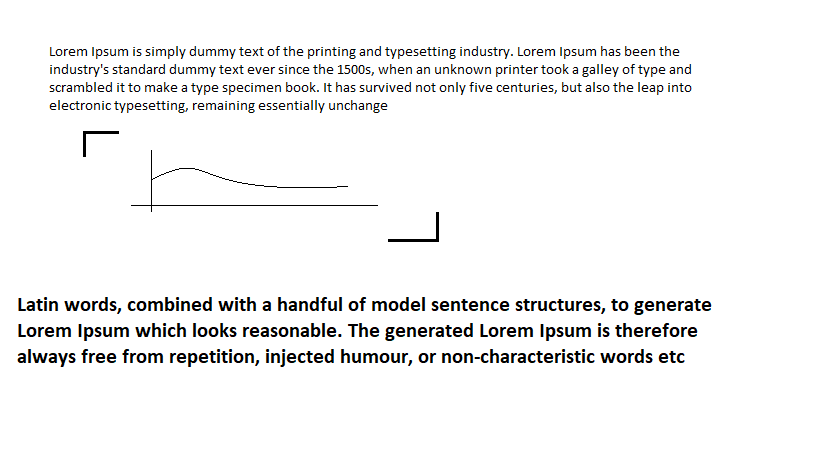 Lorem Ipsum is simply dummy text of the printing and typesetting industry. Lorem Ipsum has been the
industry's standard dummy text ever since the 1500s, when an unknown printer took a galley of type and
scrambled it to make a type specimen book. It has survived not only five centuries, but also the leap into
electronic typesetting, remaining essentially unchange
Latin words, combined with a handful of model sentence structures, to generate
Lorem Ipsum which looks reasonable. The generated Lorem Ipsum is therefore
always free from repetition, injected humour, or non-characteristic words etc